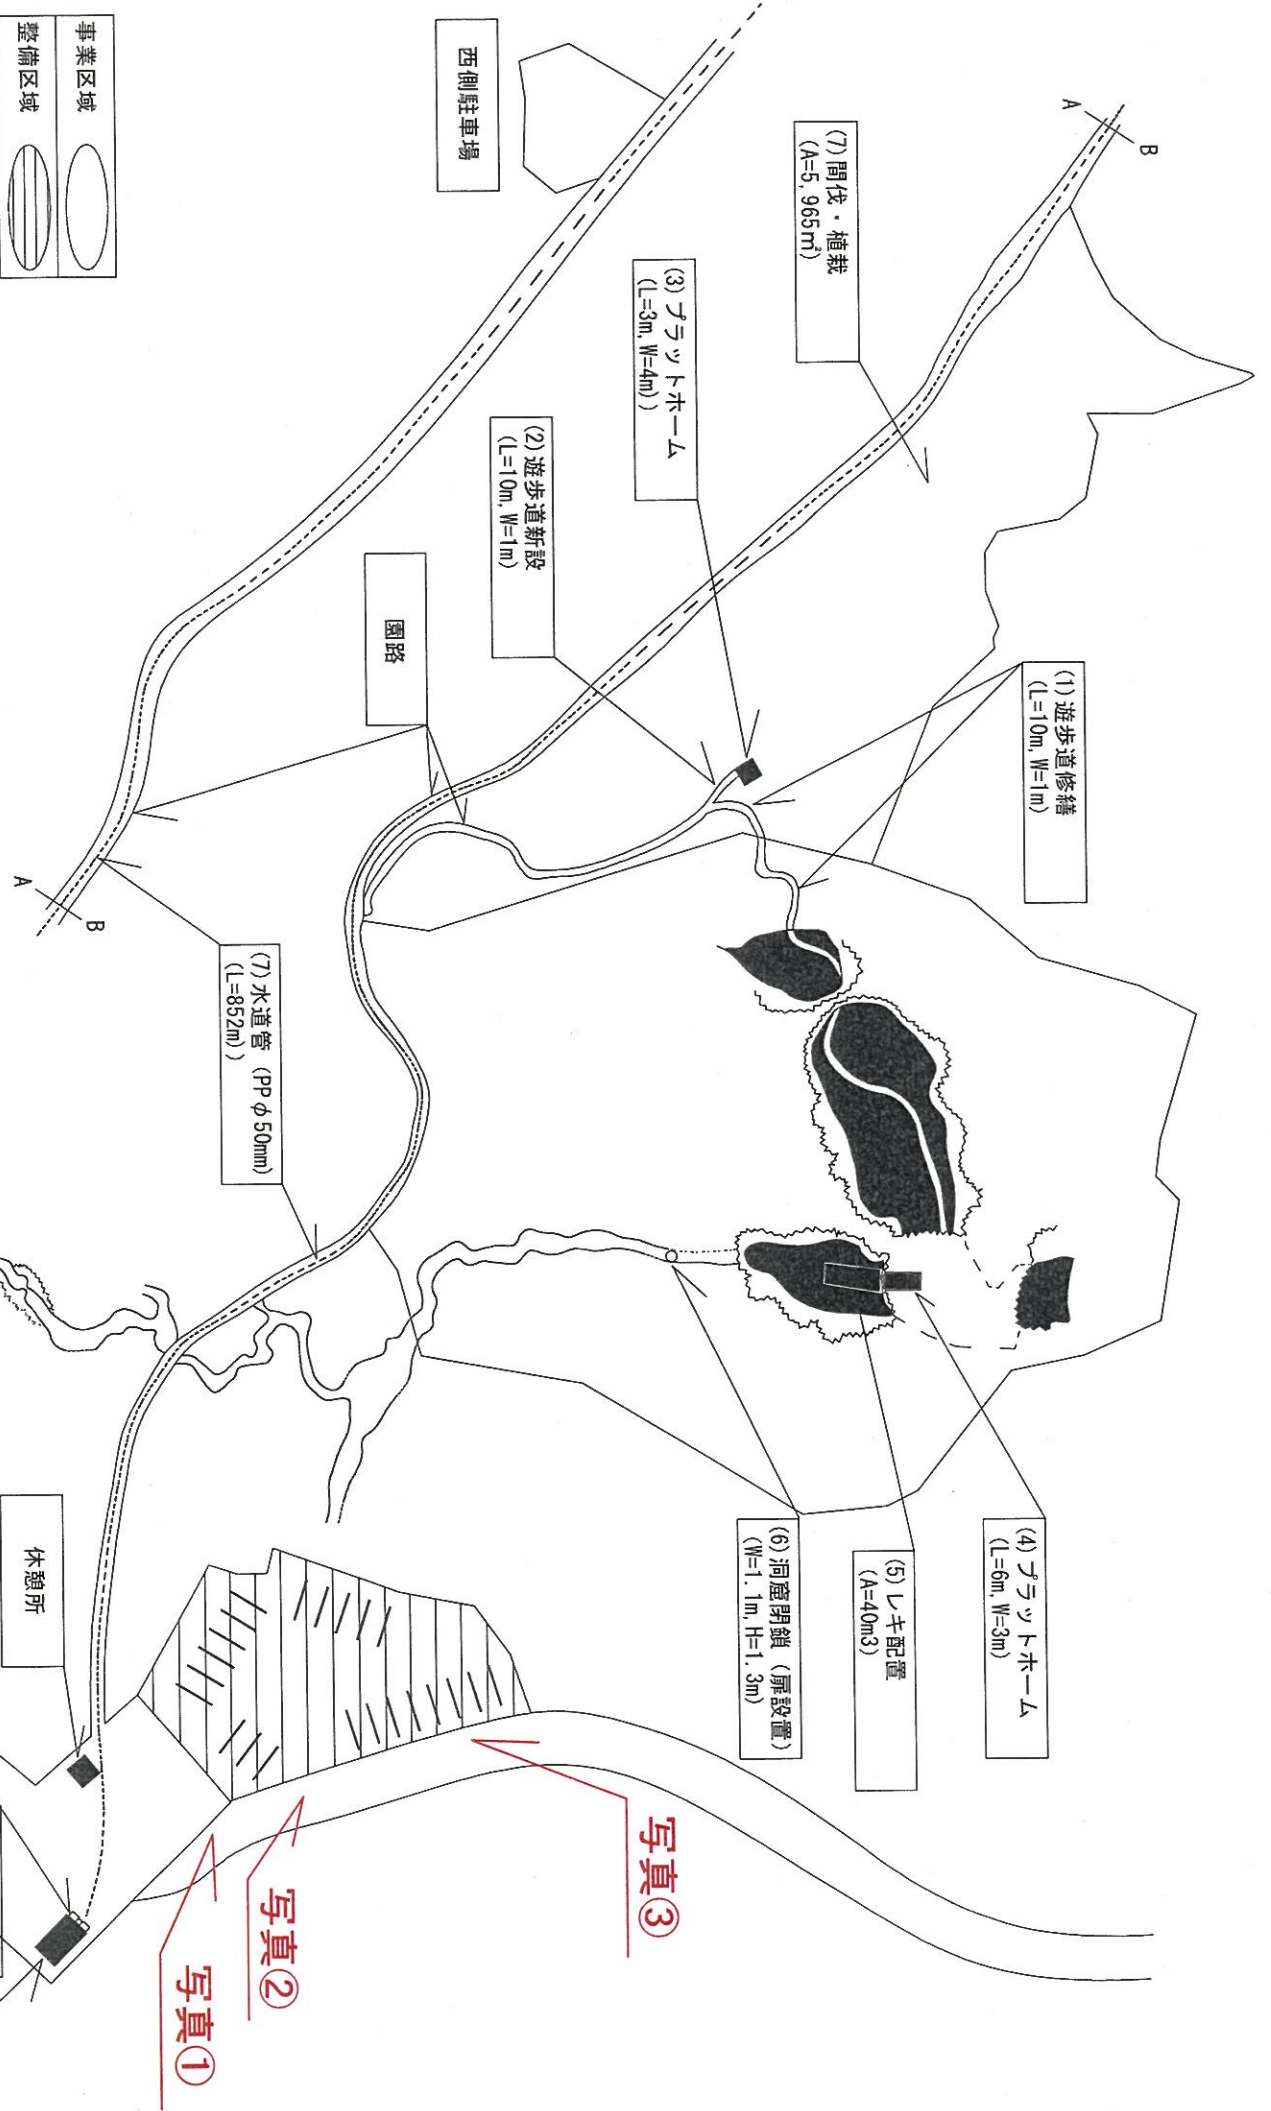 (1)遊歩道修繕
(L=10m, W=1m)
(4)プラットホーム
(L=6m, W=3m)
(5)レキ配置
(A=40m3)
(6)洞窟閉鎖（扉設置）
(W=1.1m, H=1.3m)
(7)間伐・植栽
(A=5,965㎡)
(3)プラットホーム
(L=3m, W=4m))
(2)遊歩道新設
(L=10m, W=1m)
園路
西側駐車場
(7)水道管 (PPφ50mm)
(L=852m))
A
B
A
B
写真③
写真②
写真①
休憩所
事業区域
整備区域